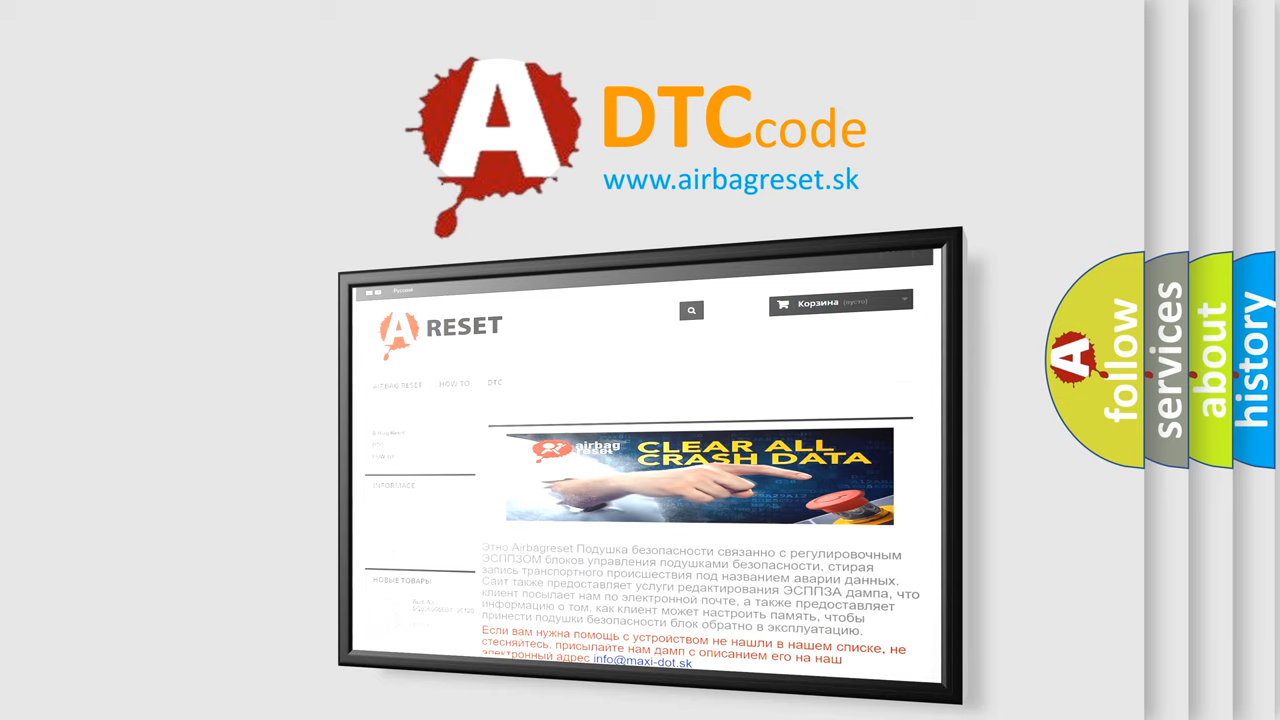 A
DTCcode
www.airbagreset.sk
Русский
A RESET
Корзина (пусто)
AIRBAG RESET HOW TO DTC
DTC
INFORMACE
airbag
reset
CLEAR ALL
CRASH DATA
Этно Airbagreset Подушка безопасности связанно с регулировочным
ЭСППЗОМ блоков управления подушками безопасности, стирая
запись транспортного происшествия под названием аварии данных.
Сайт также предоставляет услуги редактирования ЭСППЗА дампа, что
клиент посылает нам по электронной почте, а также предоставляет
информацию о том, как клиент может настроить память, чтобы
принести подушки безопасности блок обратно в эксплуатацию.
Если вам нужна помощь с устройством не нашли в нашем списке, не
стесняйтесь, присылайте нам дамп с описанием его на наш
электронный адрес info@maxi-dot.sk
НОВЫЕ ТОВАРЫ
A
follow
services
about
history